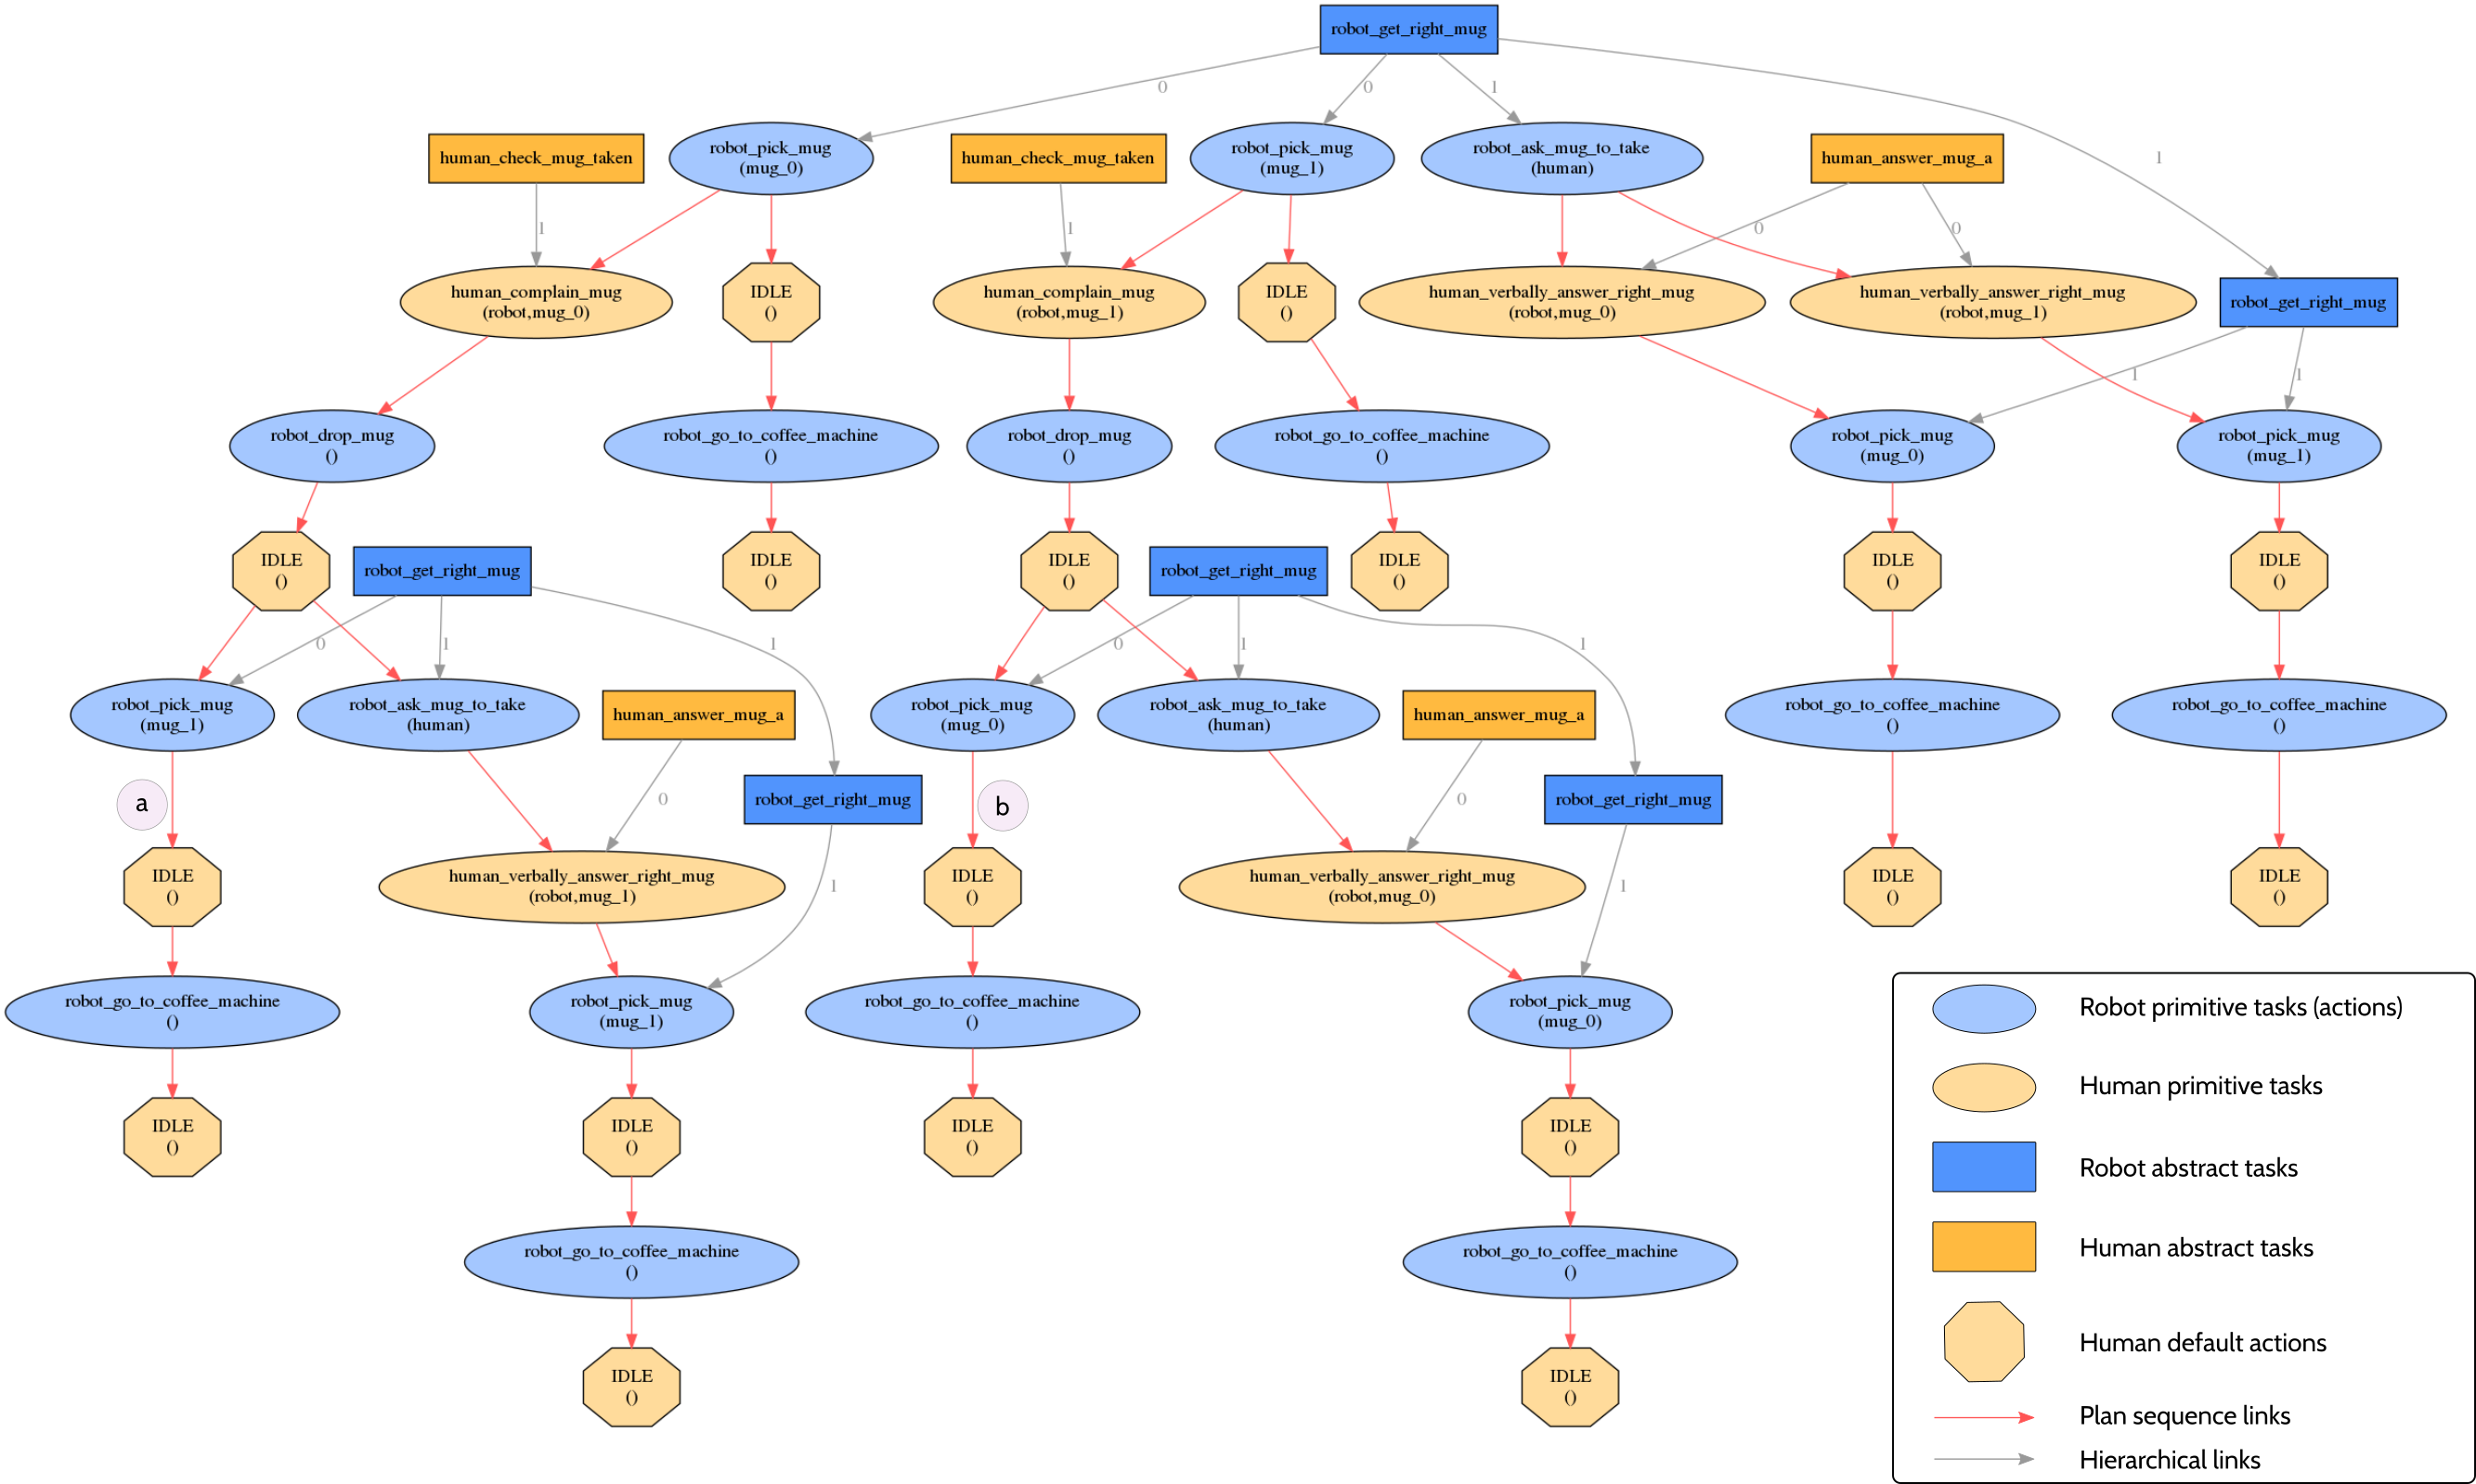 robot_get_right_mug
0
0
1
1
human_check_mug_taken
robot_pick_mug
(mug_0)
human_check_mug_taken
robot_pick_mug
(mug_1)
robot_ask_mug_to_take
(human)
human_answer_mug_a
1
1
0
0
human_complain_mug
(robot,mug_0)
IDLE
()
human_complain_mug
(robot,mug_1)
IDLE
()
human_verbally_answer_right_mug
(robot,mug_0)
human_verbally_answer_right_mug
(robot,mug_1)
robot_get_right_mug
1
1
robot_drop_mug
()
robot_go_to_coffee_machine
()
robot_drop_mug
()
robot_go_to_coffee_machine
()
robot_pick_mug
(mug_0)
robot_pick_mug
(mug_1)
IDLE
()
robot_get_right_mug
IDLE
()
IDLE
()
robot_get_right_mug
IDLE
()
IDLE
()
IDLE
()
0
1
1
0
1
1
robot_pick_mug
(mug_1)
robot_ask_mug_to_take
(human)
human_answer_mug_a
robot_pick_mug
(mug_0)
robot_ask_mug_to_take
(human)
human_answer_mug_a
robot_go_to_coffee_machine
()
robot_go_to_coffee_machine
()
a
0
robot_get_right_mug
b
0
robot_get_right_mug
IDLE
()
human_verbally_answer_right_mug
(robot,mug_1)
1
IDLE
()
human_verbally_answer_right_mug
(robot,mug_0)
1
IDLE
()
IDLE
()
robot_go_to_coffee_machine
()
robot_pick_mug
(mug_1)
robot_go_to_coffee_machine
()
robot_pick_mug
(mug_0)
IDLE
()
IDLE
()
IDLE
()
IDLE
()
robot_go_to_coffee_machine
()
robot_go_to_coffee_machine
()
IDLE
()
IDLE
()
Robot primitive tasks (actions)
Human primitive tasks
Robot abstract tasks
Human abstract tasks
Human default actions
Plan sequence links
Hierarchical links